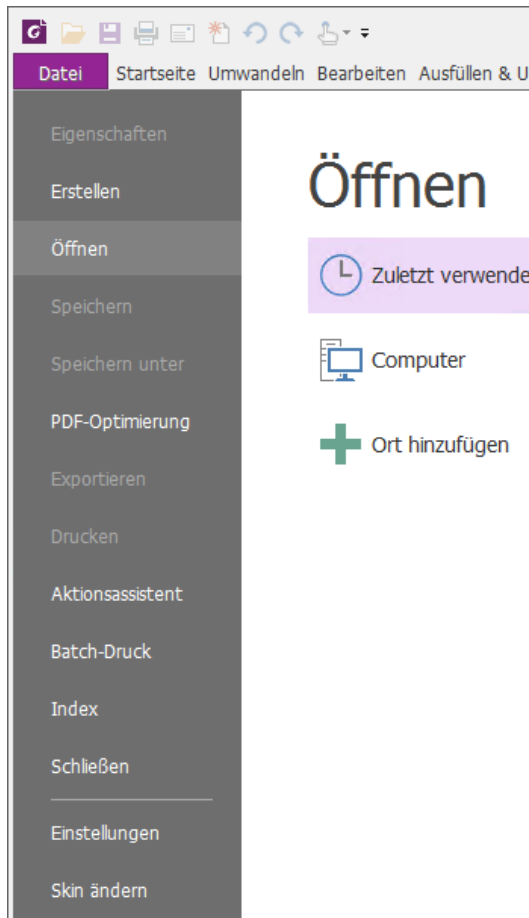 Datei Startseite Umwandeln Bearbeiten Ausfüllen & U
Eigenschaften
Erstellen
Öffnen
Speichern
Speichern unter
PDF-Optimierung
Exportieren
Drucken
Aktionsassistent
Batch-Druck
Index
Schließen
Einstellungen
Skin ändern
Öffnen
Zuletzt verwende
Computer
Ort hinzufügen